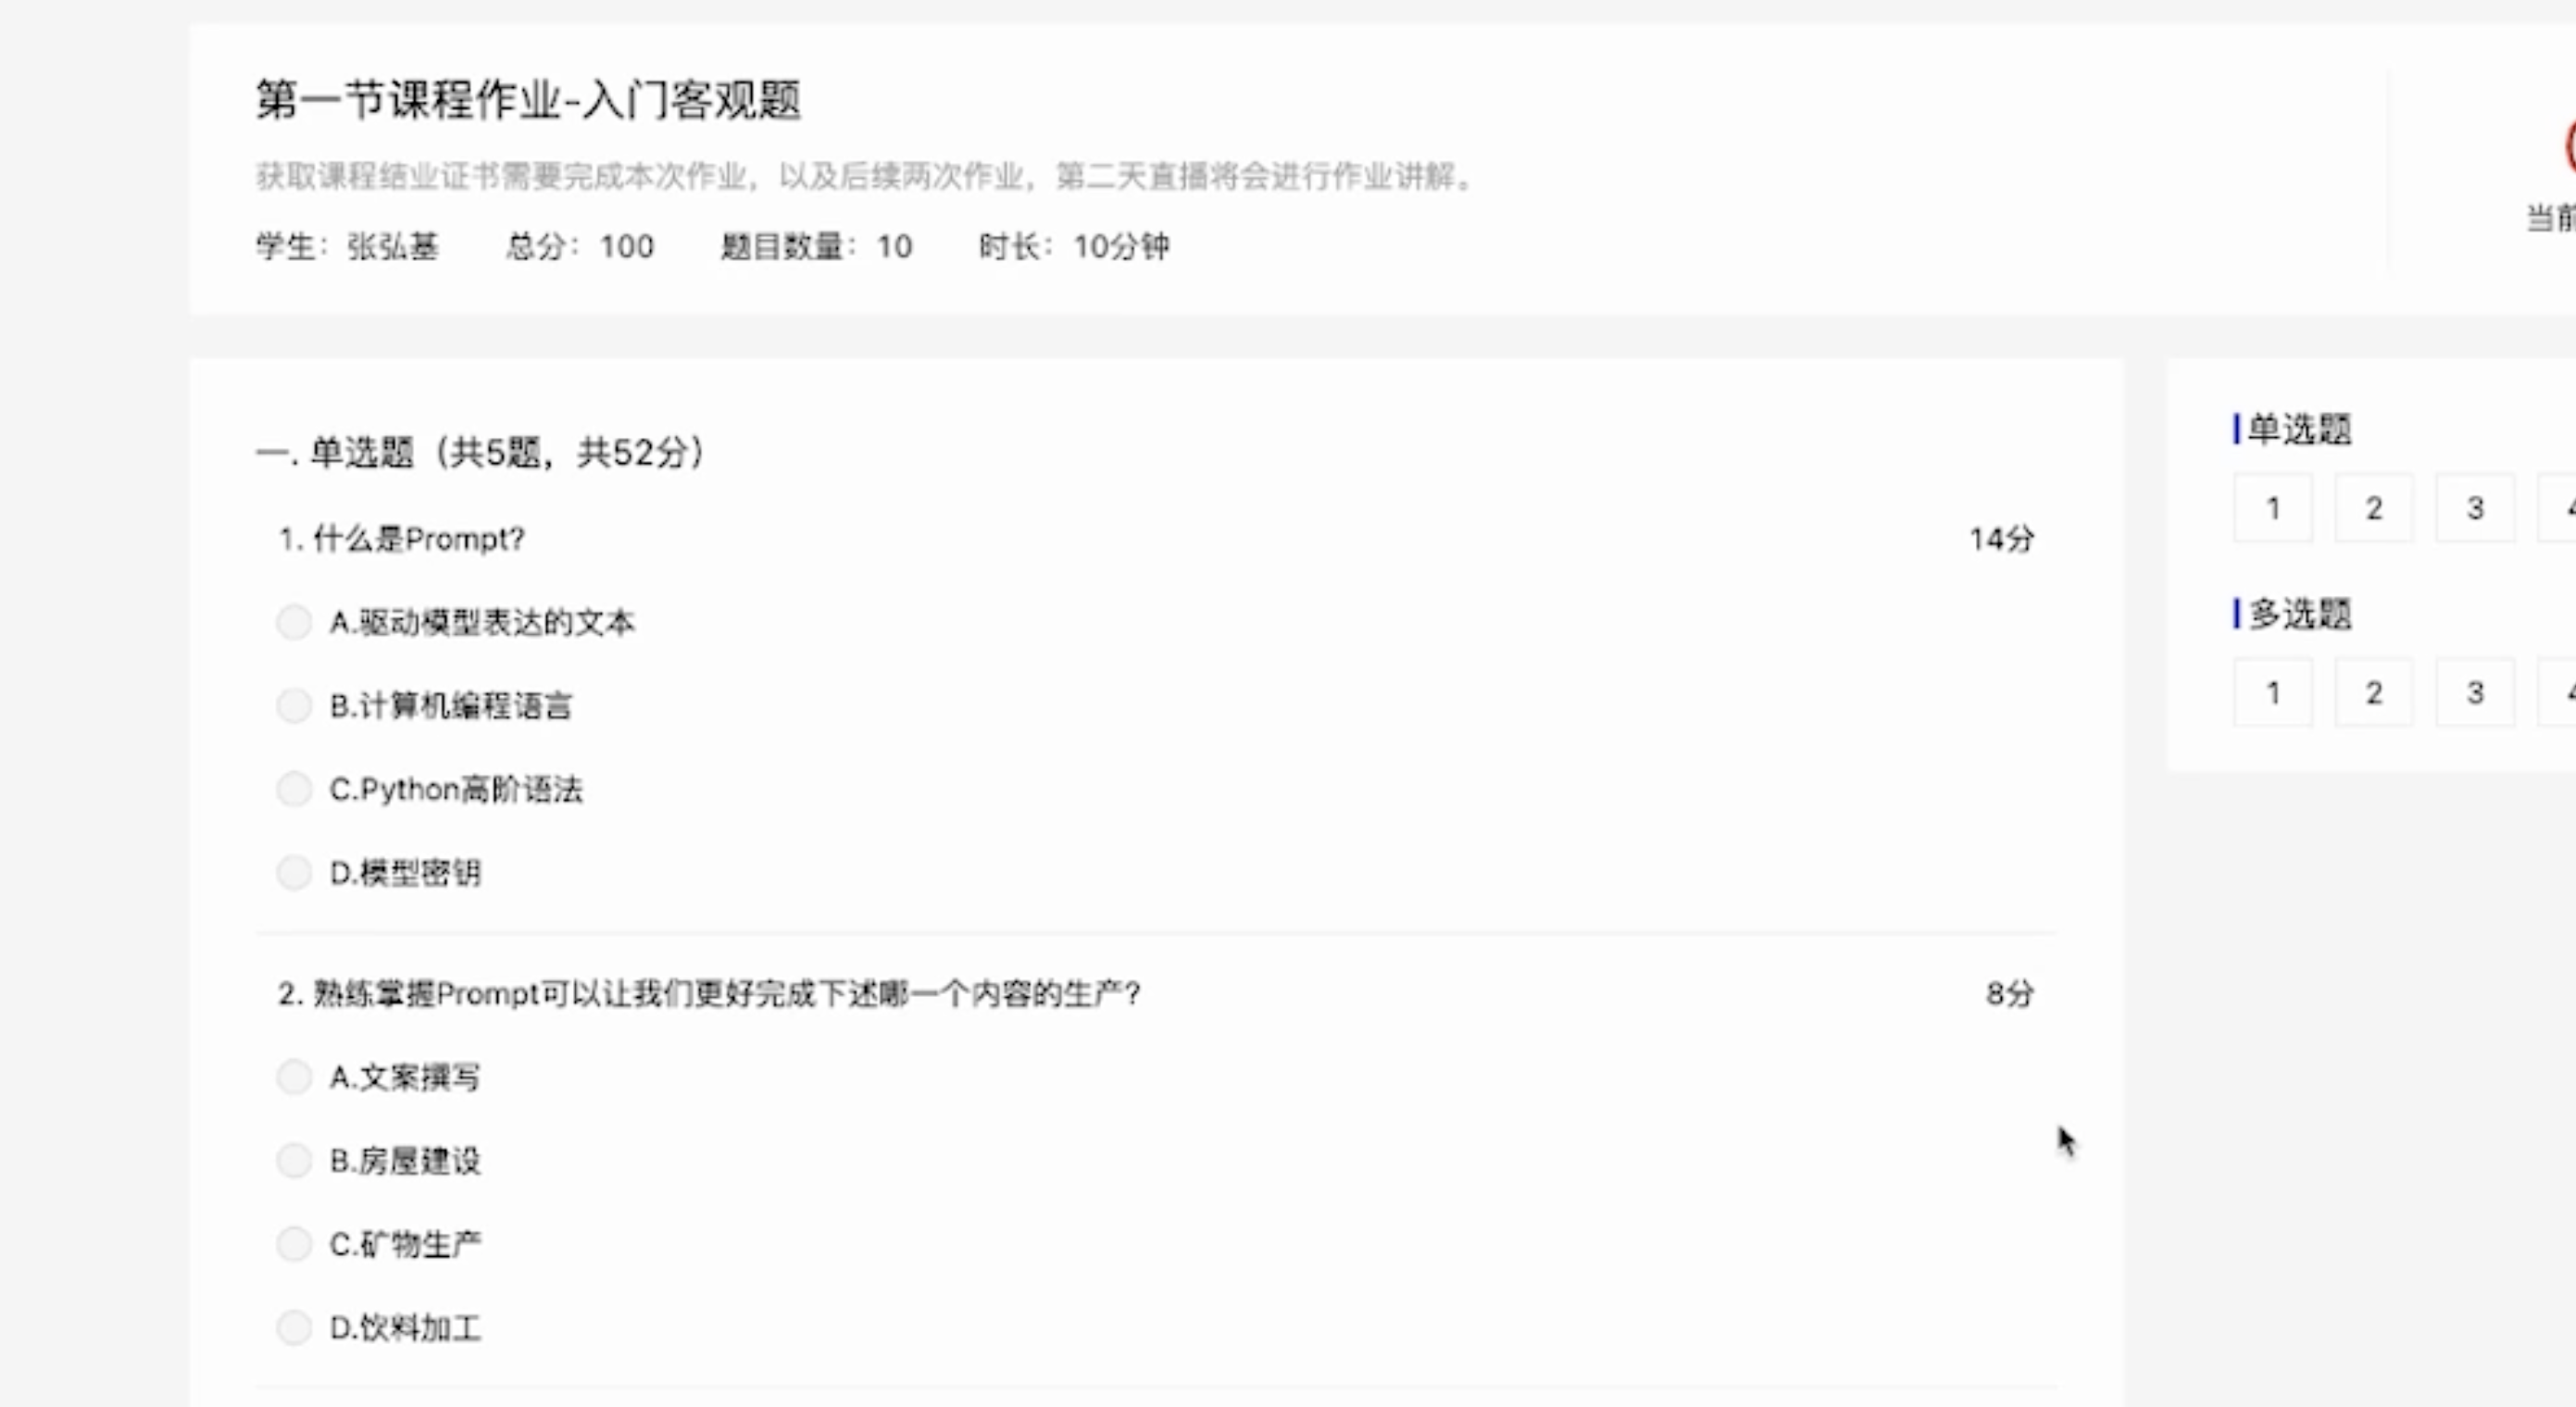 第一节课程作业-入门客观题
获取课程结业证书需要完成本次作业，以及后续两次作业，第二天直播将会进行作业讲解。
学生：张弘基 总分：100 题目数量：10 时长：10分钟
当前
一. 单选题（共5题，共52分）
1. 什么是Prompt? 14分
A.驱动模型表达的文本
B.计算机编程语言
C.Python高阶语法
D.模型密钥
2. 熟练掌握Prompt可以让我们更好完成下述哪一个内容的生产? 8分
A.文案撰写
B.房屋建设
C.矿物生产
D.饮料加工
单选题
1 2 3 4
多选题
1 2 3 4